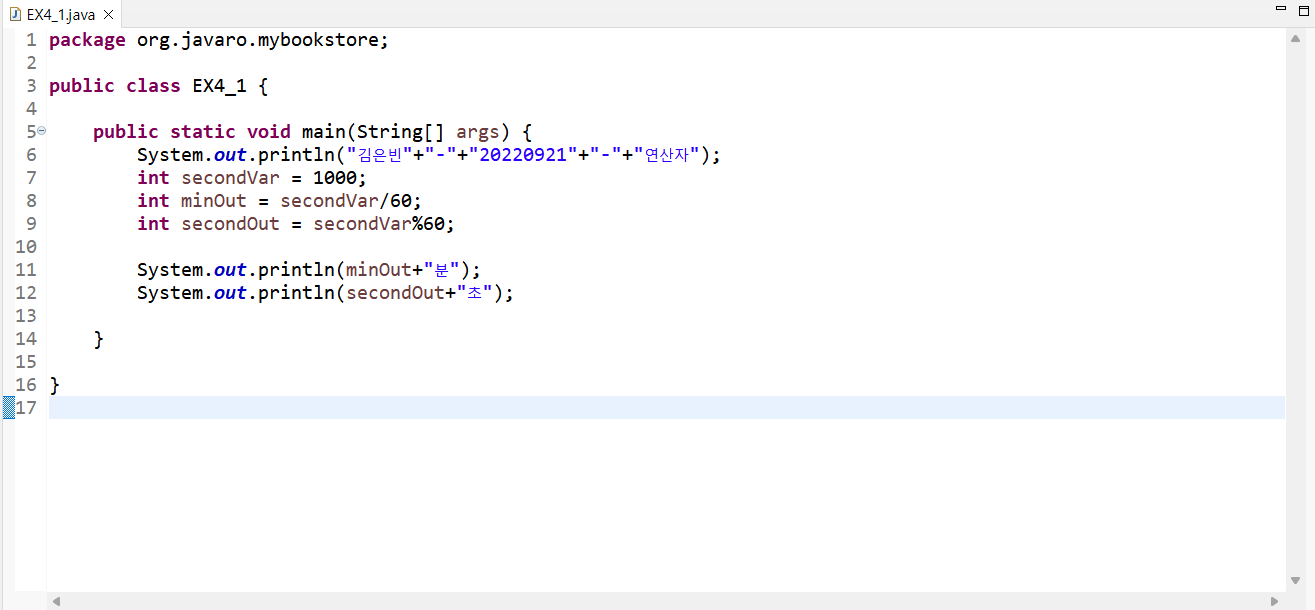 EX4_1.java
1 package org.javaro.mybookstore;
2
3 public class EX4_1 {
4
5 public static void main(String[] args) {
6 System.out.println("김은빈"+"-"+"20220921"+"-"+"연산자");
7 int secondVar = 1000;
8 int minOut = secondVar/60;
9 int secondOut = secondVar%60;
10
11 System.out.println(minOut+"분");
12 System.out.println(secondOut+"초");
13
14 }
15
16 }
17